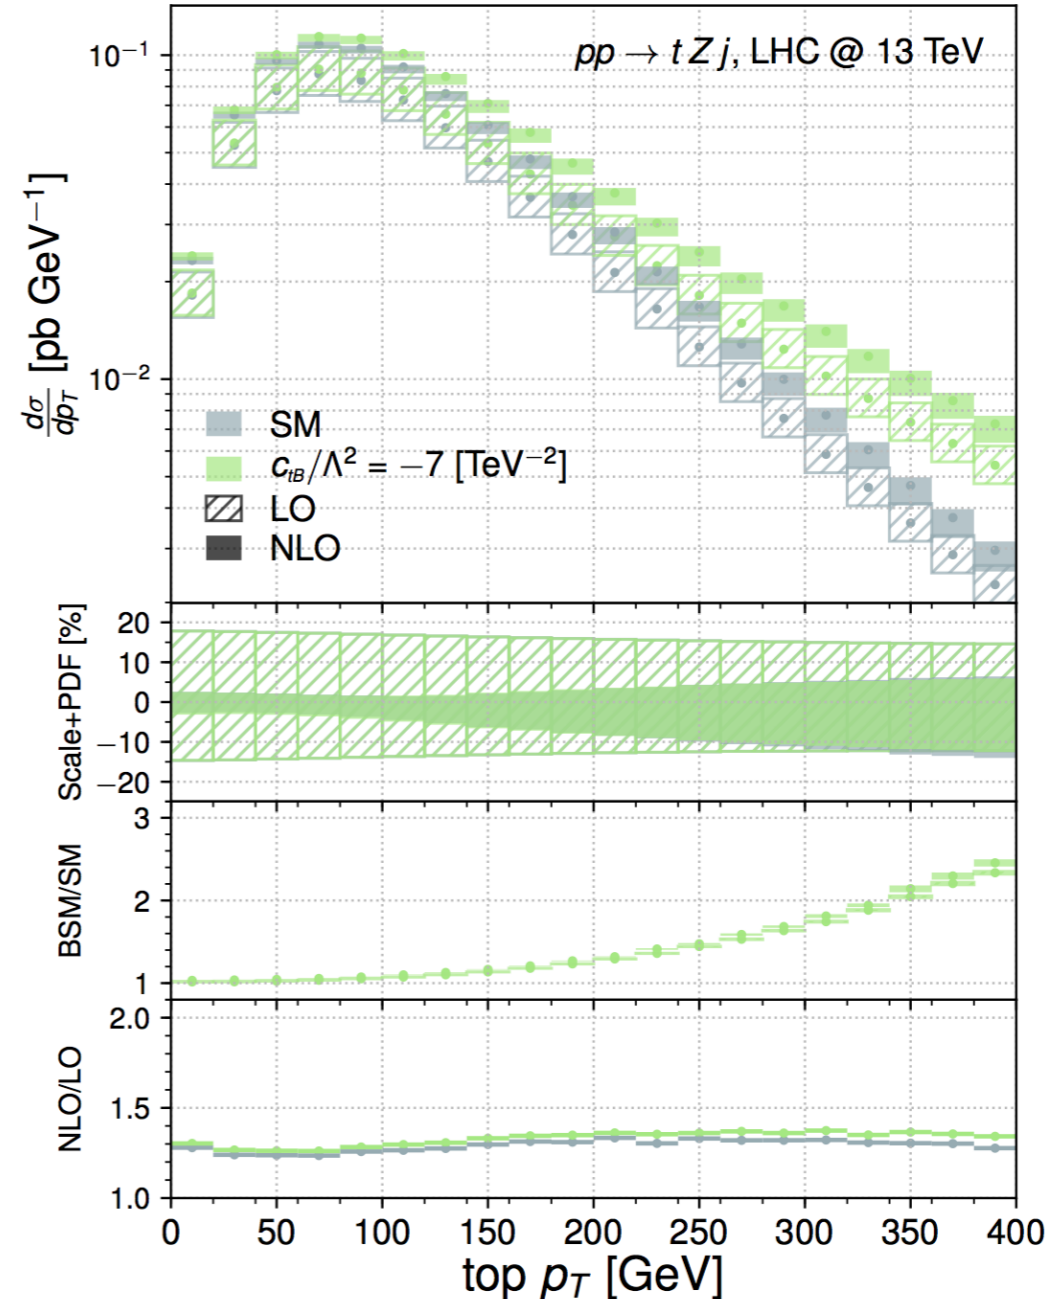 pp → t Z j, LHC @ 13 TeV
10⁻¹
10⁻²
dσ/dp_T [pb GeV⁻¹]
SM
c_tB/Λ² = −7 [TeV⁻²]
LO
NLO
Scale+PDF [%]
20
10
0
−10
−20
BSM/SM
3
2
1
NLO/LO
2.0
1.5
1.0
0 50 100 150 200 250 300 350 400
top p_T [GeV]